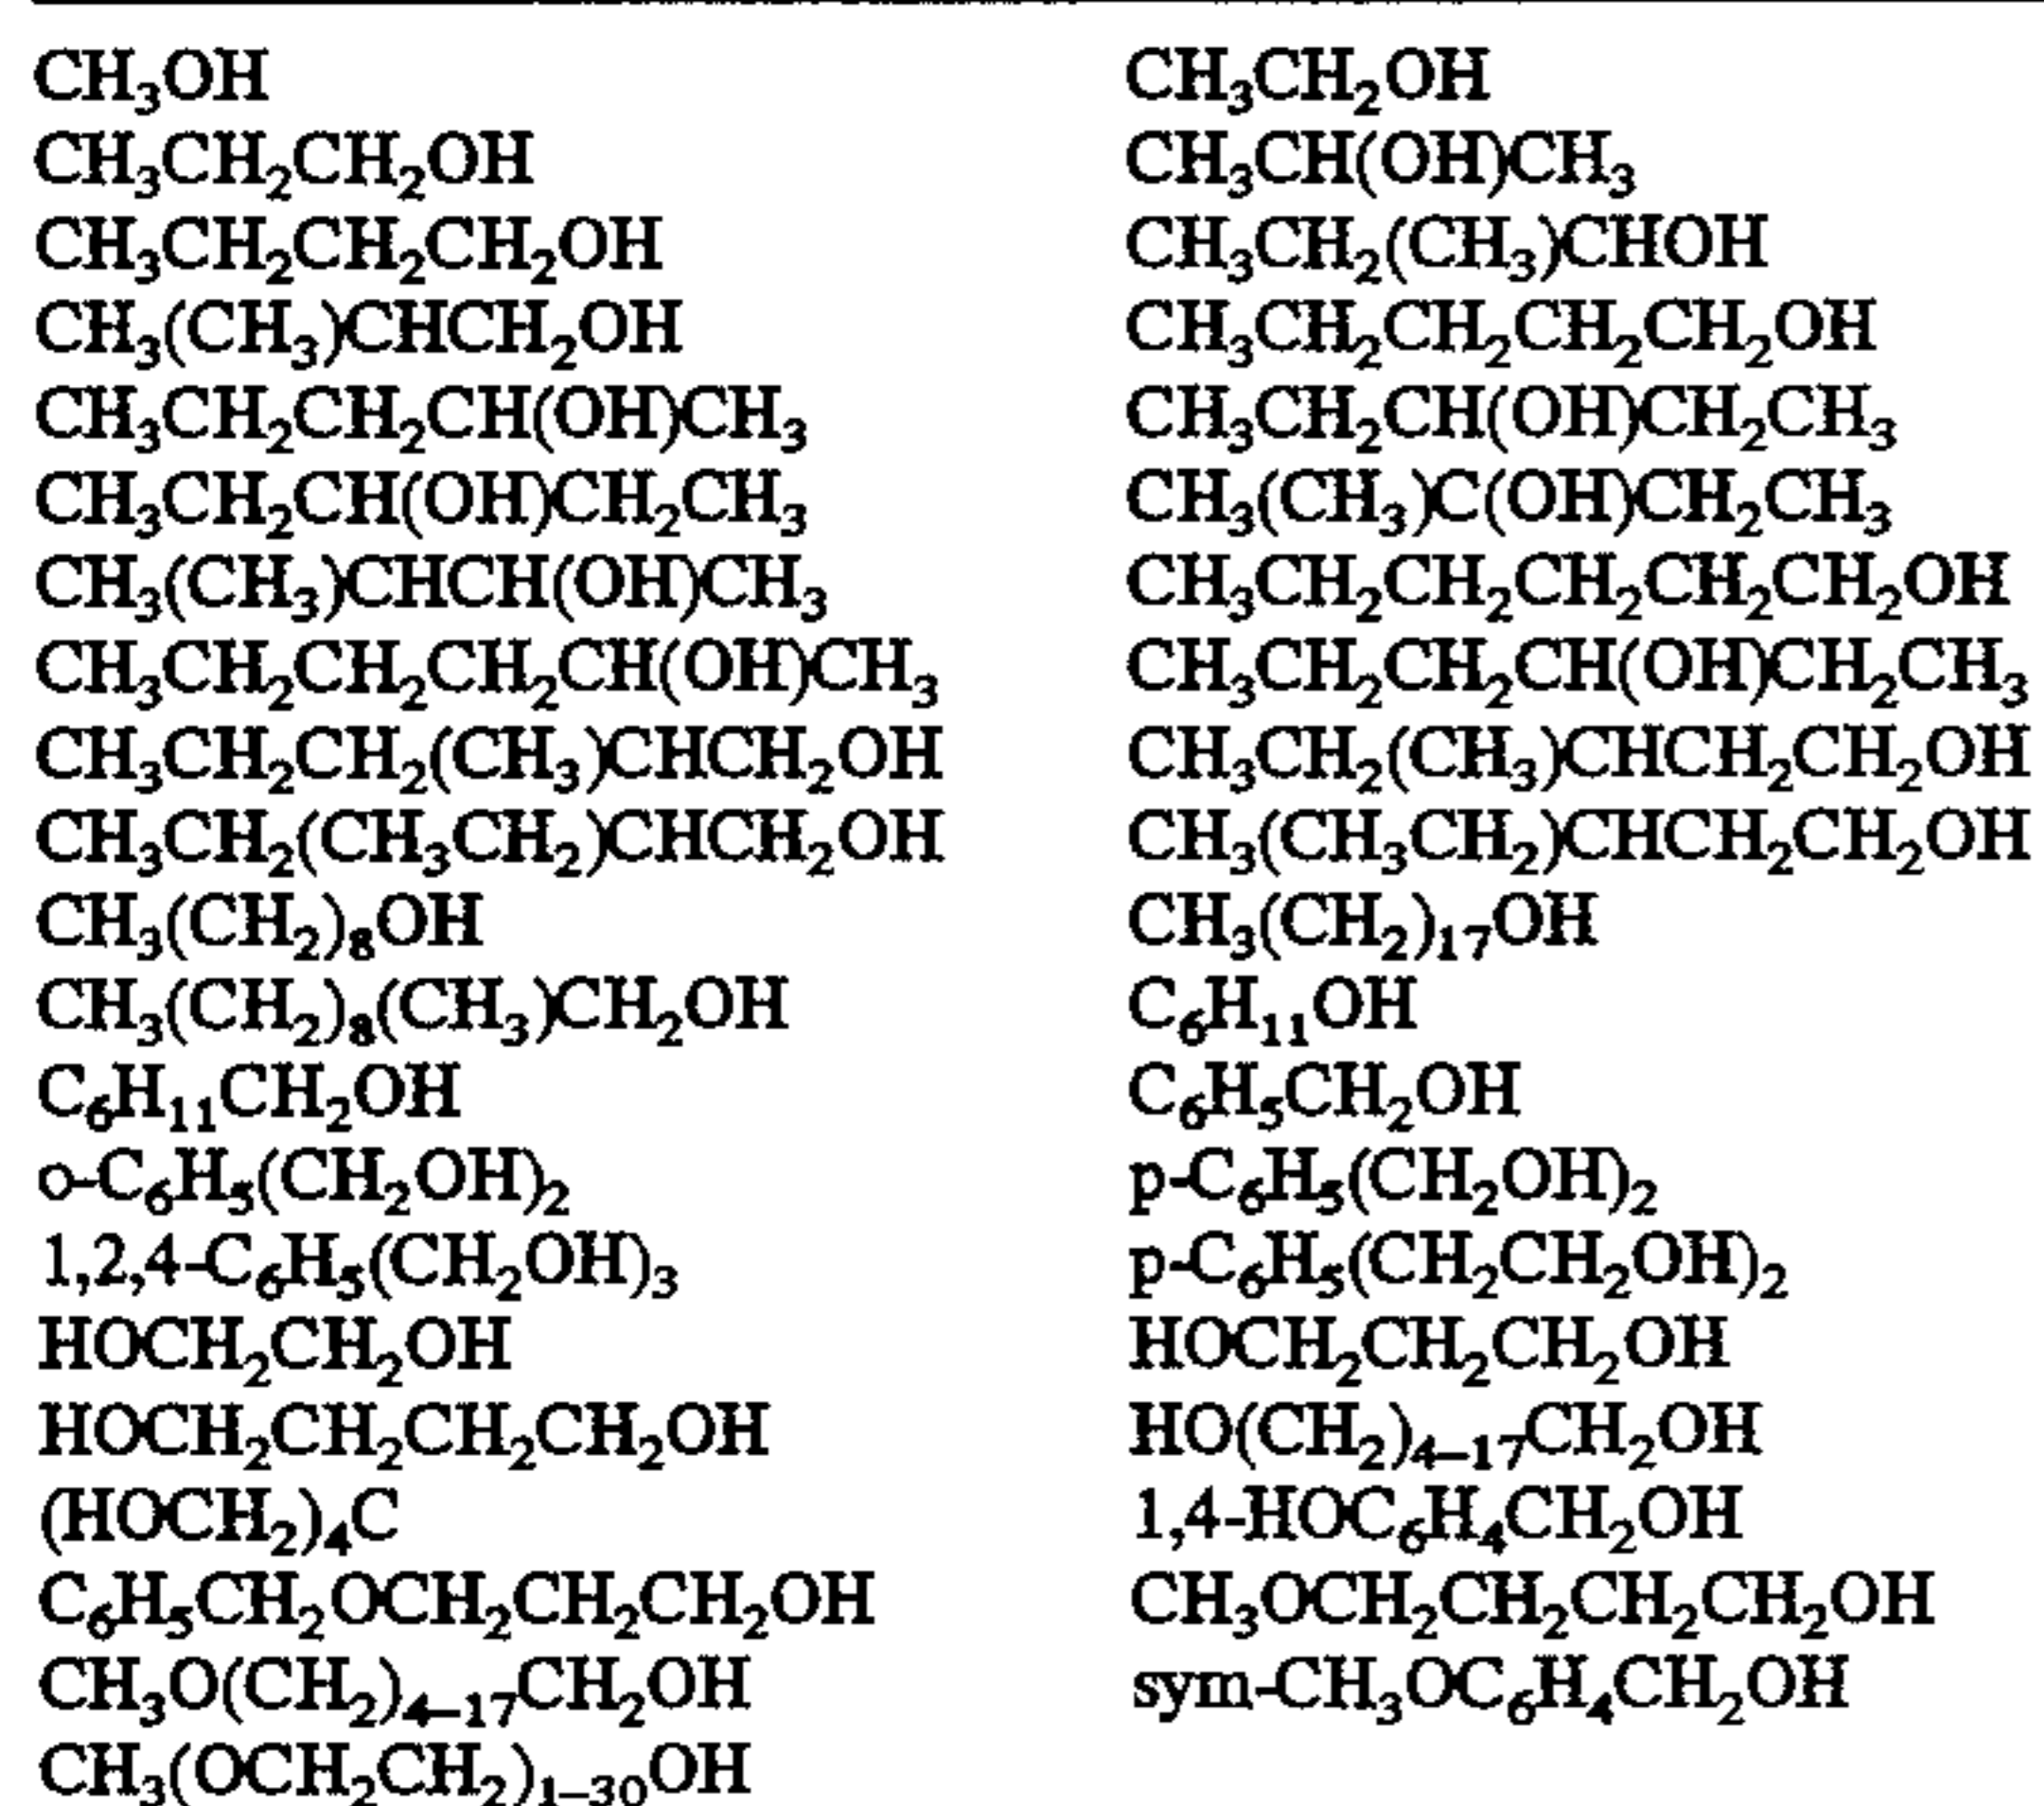 CH₃OH CH₃CH₂OH
CH₃CH₂CH₂OH CH₃CH(OH)CH₃
CH₃CH₂CH₂CH₂OH CH₃CH₂(CH₃)CHOH
CH₃(CH₃)CHCH₂OH CH₃CH₂CH₂CH₂CH₂OH
CH₃CH₂CH₂CH(OH)CH₃ CH₃CH₂CH(OH)CH₂CH₃
CH₃CH₂CH(OH)CH₂CH₃ CH₃(CH₃)C(OH)CH₂CH₃
CH₃(CH₃)CHCH(OH)CH₃ CH₃CH₂CH₂CH₂CH₂CH₂OH
CH₃CH₂CH₂CH₂CH(OH)CH₃ CH₃CH₂CH₂CH(OH)CH₂CH₃
CH₃CH₂CH₂(CH₃)CHCH₂OH CH₃CH₂(CH₃)CHCH₂CH₂OH
CH₃CH₂(CH₃CH₂)CHCH₂OH CH₃(CH₃CH₂)CHCH₂CH₂OH
CH₃(CH₂)₈OH CH₃(CH₂)₁₇OH
CH₃(CH₂)₈(CH₃)CH₂OH C₆H₁₁OH
C₆H₁₁CH₂OH C₆H₅CH₂OH
o-C₆H₅(CH₂OH)₂ p-C₆H₅(CH₂OH)₂
1,2,4-C₆H₅(CH₂OH)₃ p-C₆H₅(CH₂CH₂OH)₂
HOCH₂CH₂OH HOCH₂CH₂CH₂OH
HOCH₂CH₂CH₂CH₂OH HO(CH₂)₄₋₁₇CH₂OH
(HOCH₂)₄C 1,4-HOC₆H₄CH₂OH
C₆H₅CH₂OCH₂CH₂CH₂OH CH₃OCH₂CH₂CH₂CH₂OH
CH₃O(CH₂)₄₋₁₇CH₂OH sym-CH₃OC₆H₄CH₂OH
CH₃(OCH₂CH₂)₁₋₃₀OH